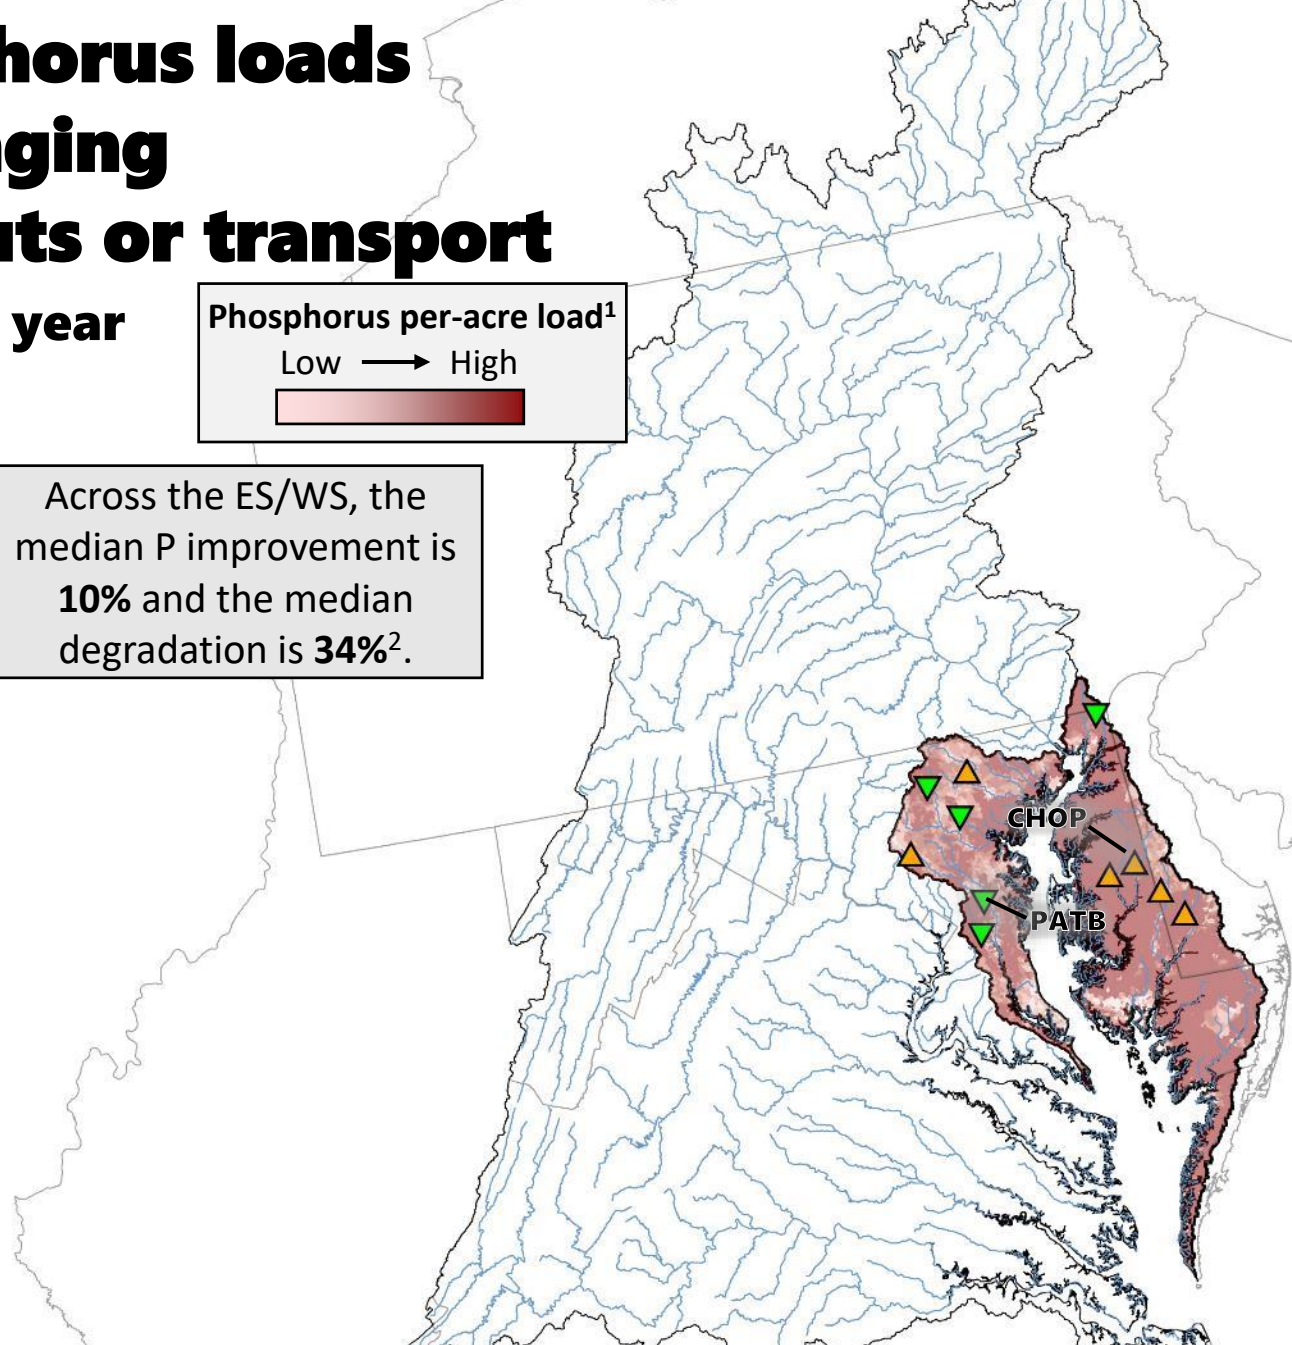 horus loads
ging
uts or transport
year
Phosphorus per-acre load¹
Low → High
Across the ES/WS, the
median P improvement is
10% and the median
degradation is 34%².
CHOP
PATB